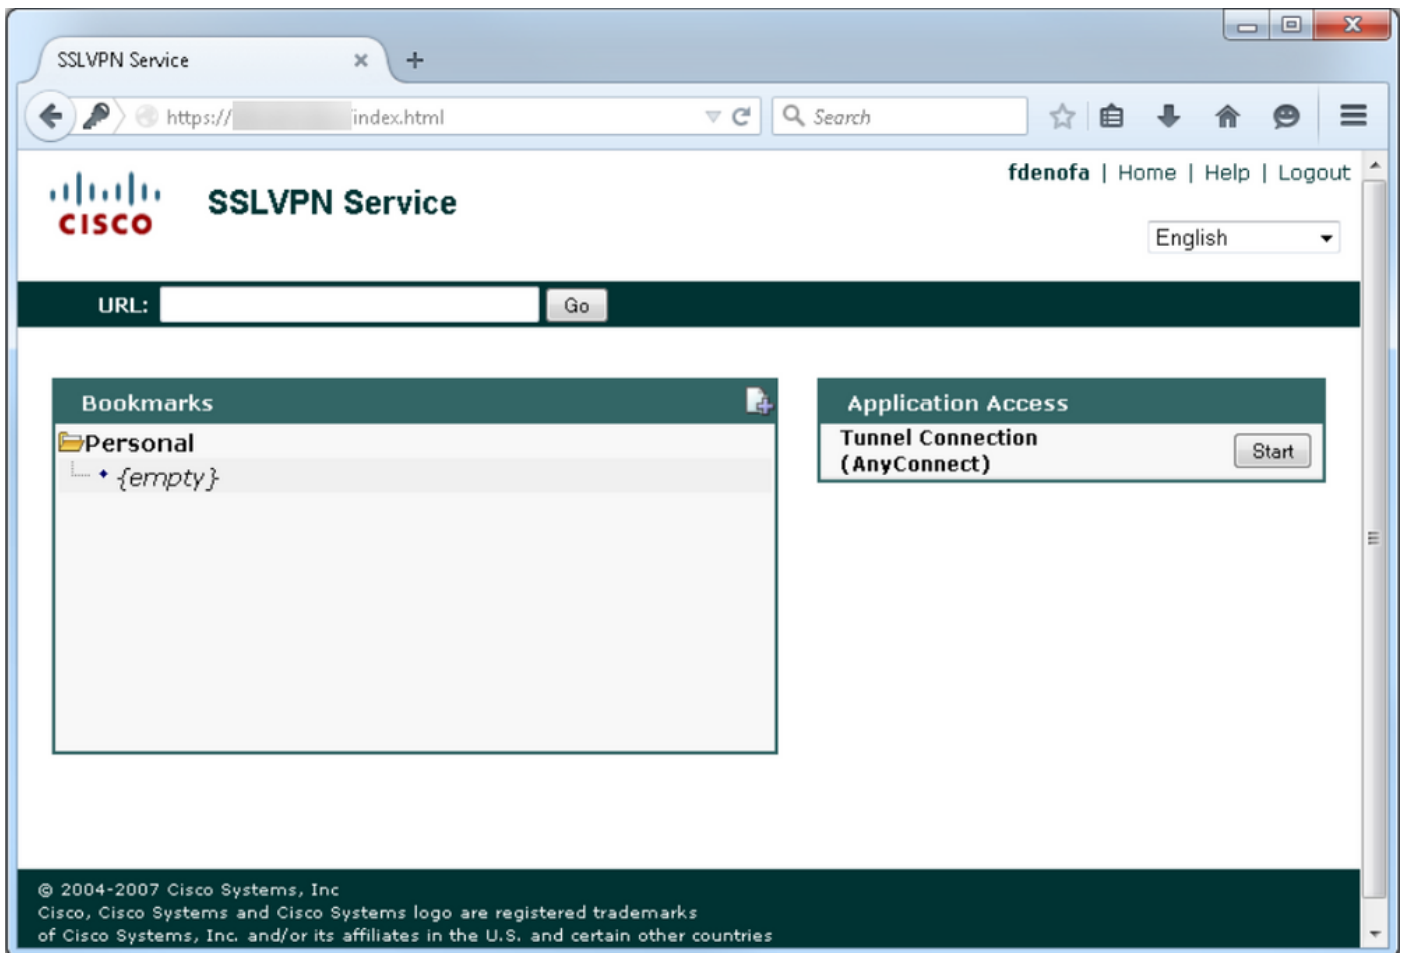 SSLVPN Service
https:// index.html
Search
CISCO
SSLVPN Service
fdenofa | Home | Help | Logout
English
URL:
Go
Bookmarks
Personal
{empty}
Application Access
Tunnel Connection
(AnyConnect)
Start
© 2004-2007 Cisco Systems, Inc
Cisco, Cisco Systems and Cisco Systems logo are registered trademarks
of Cisco Systems, Inc. and/or its affiliates in the U.S. and certain other countries